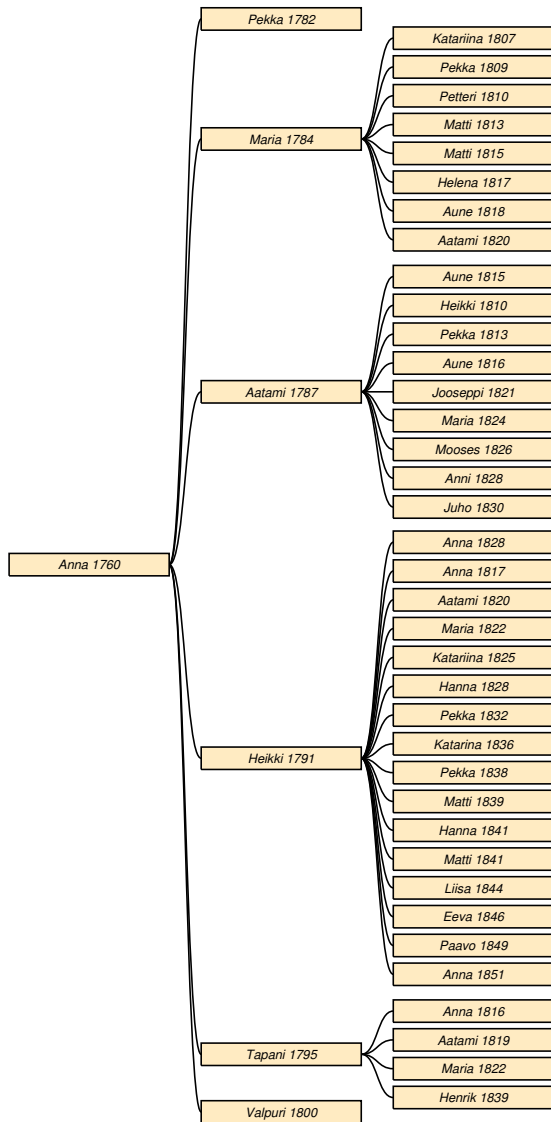 Pekka 1782
Katariina 1807
Pekka 1809
Petteri 1810
Matti 1813
Maria 1784
Matti 1815
Helena 1817
Aune 1818
Aatami 1820
Aune 1815
Heikki 1810
Pekka 1813
Aune 1816
Aatami 1787
Jooseppi 1821
Maria 1824
Mooses 1826
Anni 1828
Juho 1830
Anna 1760
Anna 1828
Anna 1817
Aatami 1820
Maria 1822
Katariina 1825
Hanna 1828
Pekka 1832
Katarina 1836
Heikki 1791
Pekka 1838
Matti 1839
Hanna 1841
Matti 1841
Liisa 1844
Eeva 1846
Paavo 1849
Anna 1851
Anna 1816
Aatami 1819
Tapani 1795
Maria 1822
Henrik 1839
Valpuri 1800